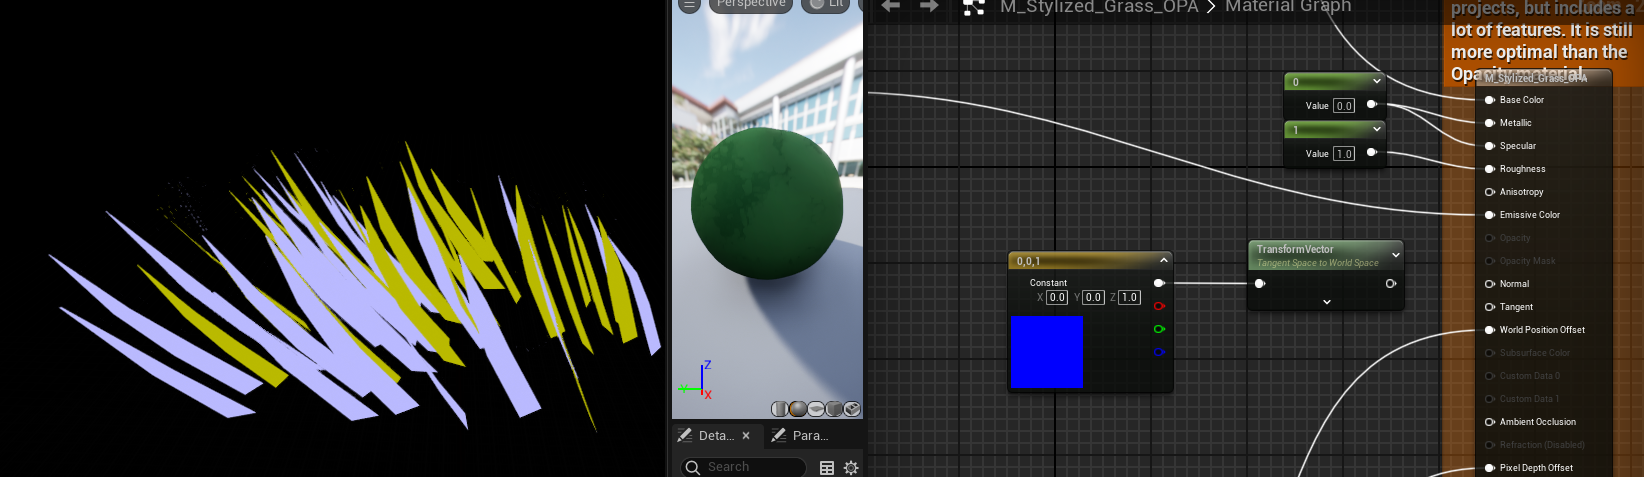 Perspective
Lit
M_Stylized_Grass_OPA > Material Graph
projects, but includes a
lot of features. It is still
more optimal than the
Opacity material.
M_Stylized_Grass_OPA
0
Value 0.0
1
Value 1.0
Base Color
Metallic
Specular
Roughness
Anisotropy
Emissive Color
Opacity
Opacity Mask
Normal
Tangent
World Position Offset
Subsurface Color
Custom Data 0
Custom Data 1
Ambient Occlusion
Refraction (Disabled)
Pixel Depth Offset
0,0,1
Constant
X 0.0 Y 0.0 Z 1.0
TransformVector
Tangent Space to World Space
Z
Y
X
Deta...
Para...
Search